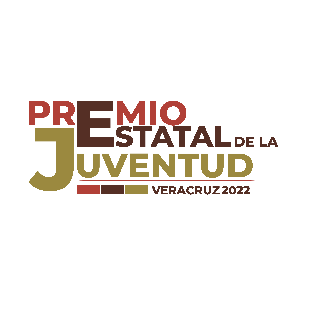 PREMIO
ESTATAL DE LA
JUVENTUD
VERACRUZ 2022